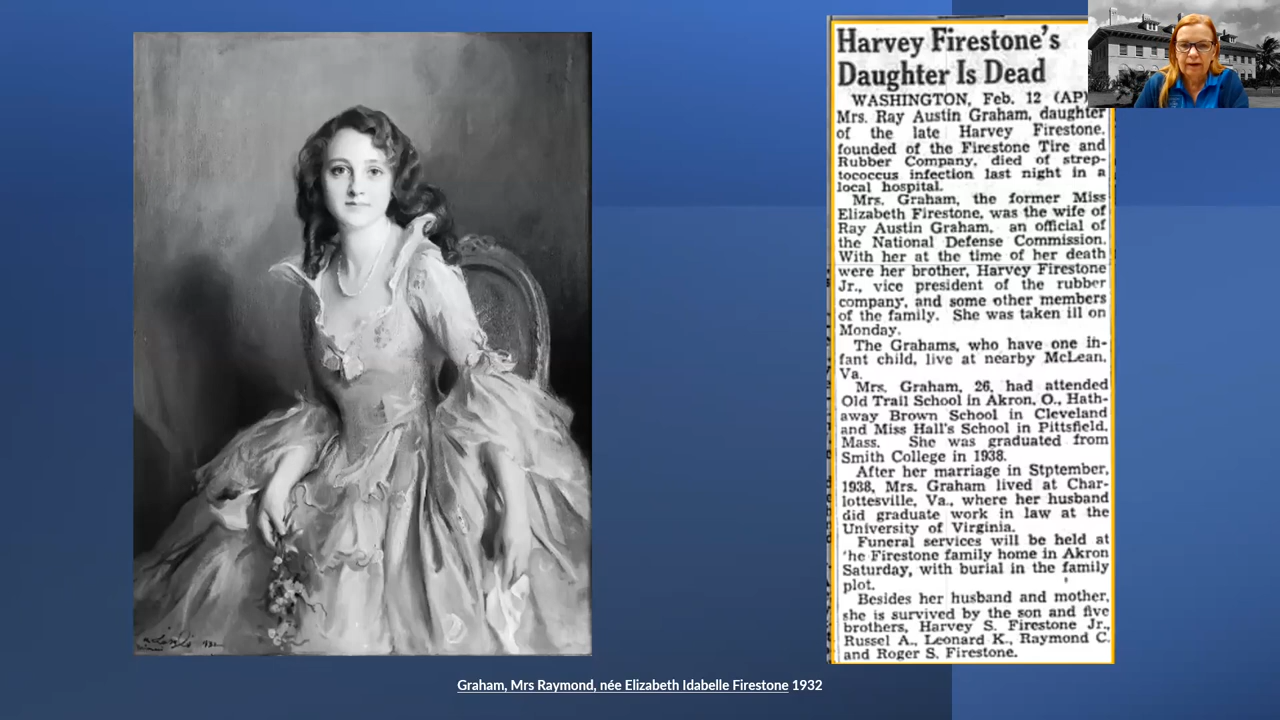 Harvey Firestone's
Daughter Is Dead
WASHINGTON, Feb. 12 (AP)
Mrs. Ray Austin Graham, daughter
of the late Harvey Firestone.
founded of the Firestone Tire and
Rubber Company, died of strep-
tococcus infection last night in a
local hospital.
Mrs. Graham, the former Miss
Elizabeth Firestone, was the wife of
Ray Austin Graham, an official of
the National Defense Commission.
With her at the time of her death
were her brother, Harvey Firestone
Jr., vice president of the rubber
company, and some other members
of the family. She was taken ill on
Monday.
The Grahams, who have one in-
fant child, live at nearby McLean,
Va.
Mrs. Graham, 26, had attended
Old Trail School in Akron, O., Hath-
away Brown School in Cleveland
and Miss Hall's School in Pittsfield,
Mass. She was graduated from
Smith College in 1938.
After her marriage in Stptember,
1938, Mrs. Graham lived at Char-
lottesville, Va., where her husband
did graduate work in law at the
University of Virginia.
Funeral services will be held at
'he Firestone family home in Akron
Saturday, with burial in the family
plot.
Besides her husband and mother,
she is survived by the son and five
brothers, Harvey S. Firestone Jr.,
Russel A., Leonard K., Raymond C.
and Roger S. Firestone.
1932
Graham, Mrs Raymond, née Elizabeth Idabelle Firestone 1932